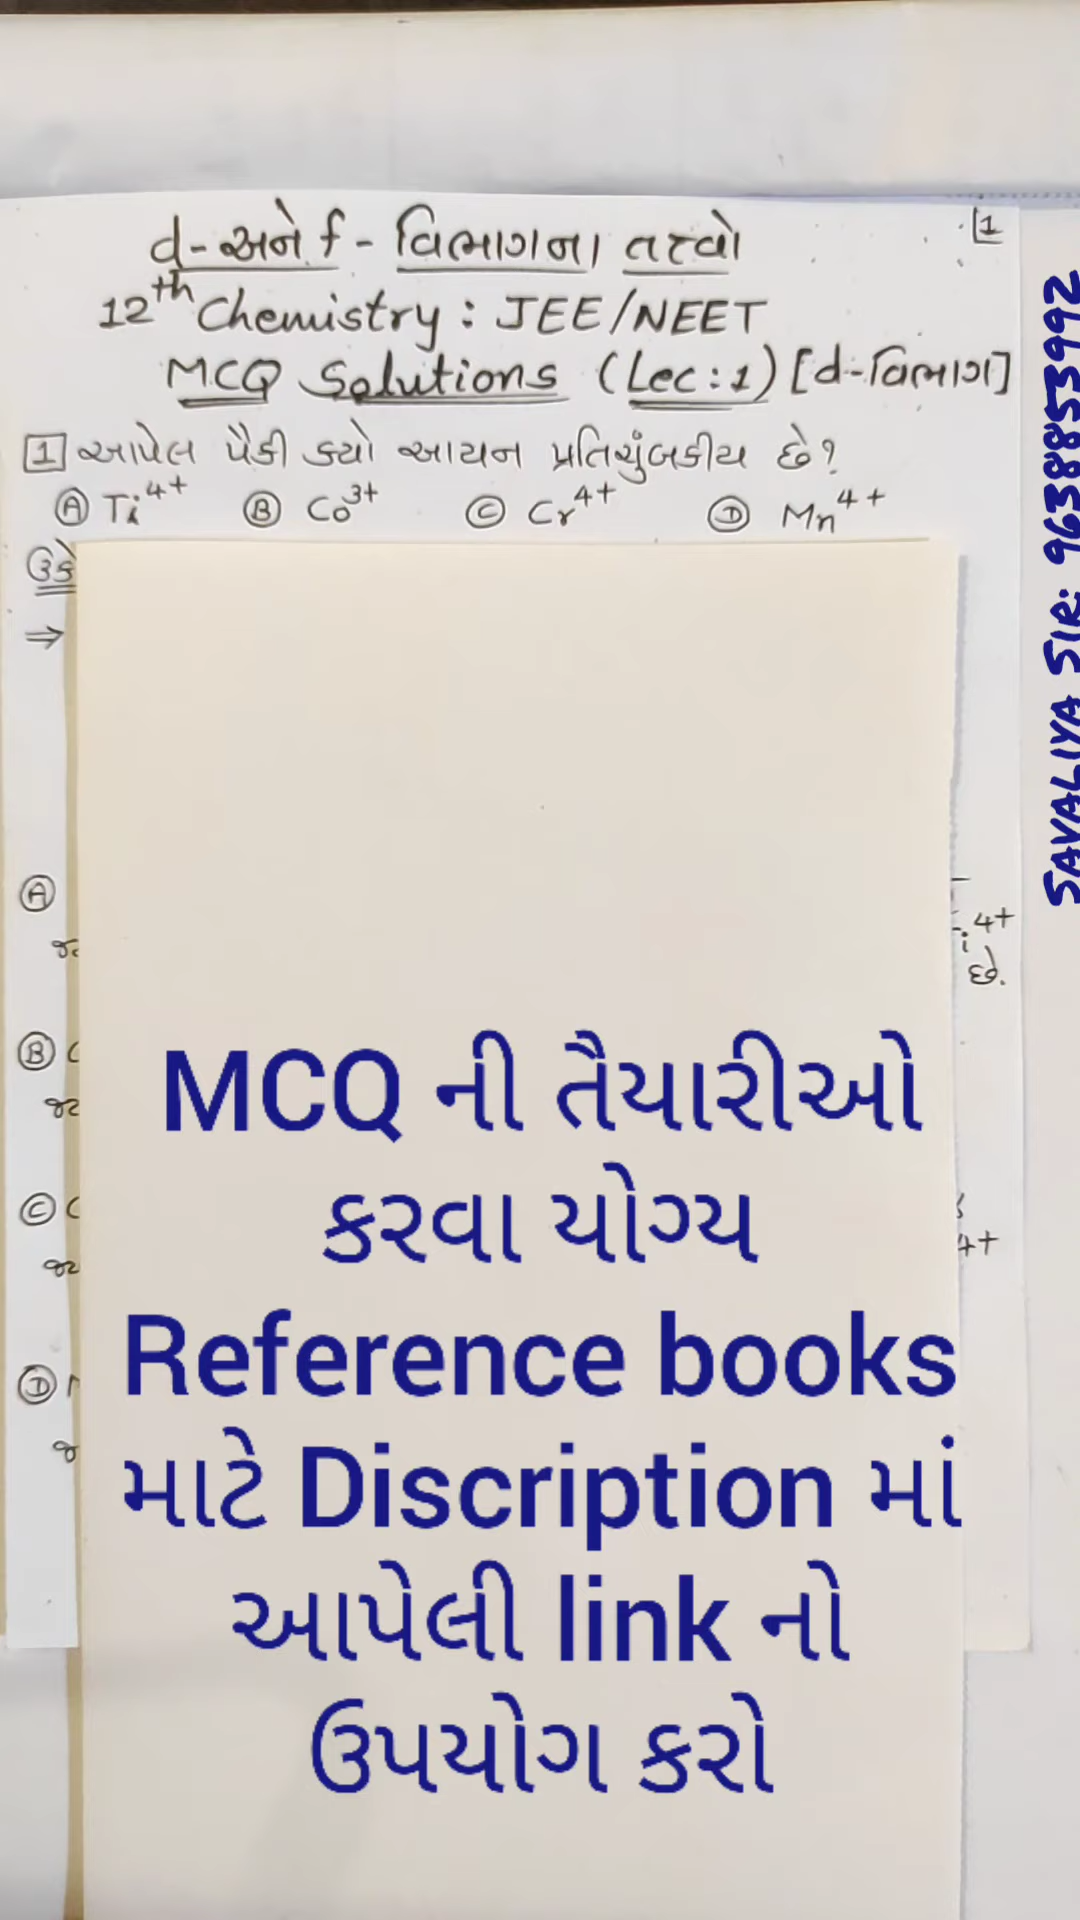 d-અને f - વિભાગના તત્વો
1
12th Chemistry : JEE/NEET
MCQ Solutions (Lec:1) [d-વિભાગ]
1 આપેલ પૈકી ક્યો આયન પ્રતિચુંબકીય છે?
A Ti4+ B Co3+ C Cr4+ D Mn4+
⇒
A
4+
છે.
B
C
4+
D
MCQ ની તૈયારીઓ
કરવા યોગ્ય
Reference books
માટે Discription માં
આપેલી link નો
ઉપયોગ કરો
SAVALIYA SIR: 9638853992